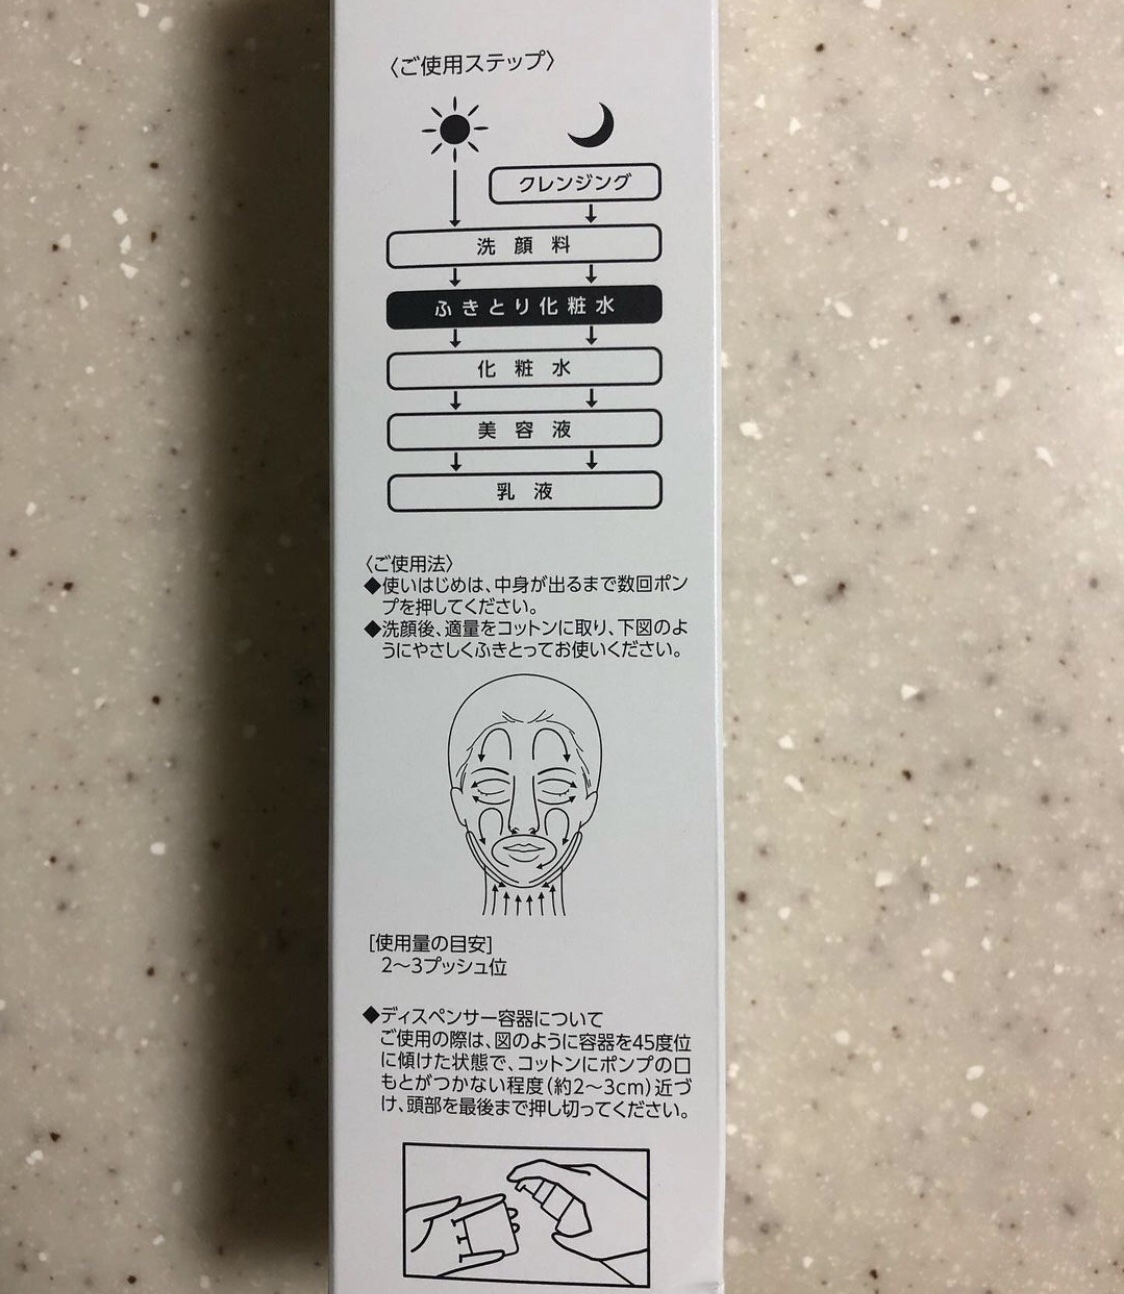 〈ご使用ステップ〉
クレンジング
洗顔料
ふきとり化粧水
化粧水
美容液
乳液
〈ご使用法〉
◆使いはじめは、中身が出るまで数回ポン
プを押してください。
◆洗顔後、適量をコットンに取り、下図のよ
うにやさしくふきとってお使いください。
[使用量の目安]
2～3プッシュ位
◆ディスペンサー容器について
ご使用の際は、図のように容器を45度位
に傾けた状態で、コットンにポンプの口
もとがつかない程度(約2～3cm)近づ
け、頭部を最後まで押し切ってください。